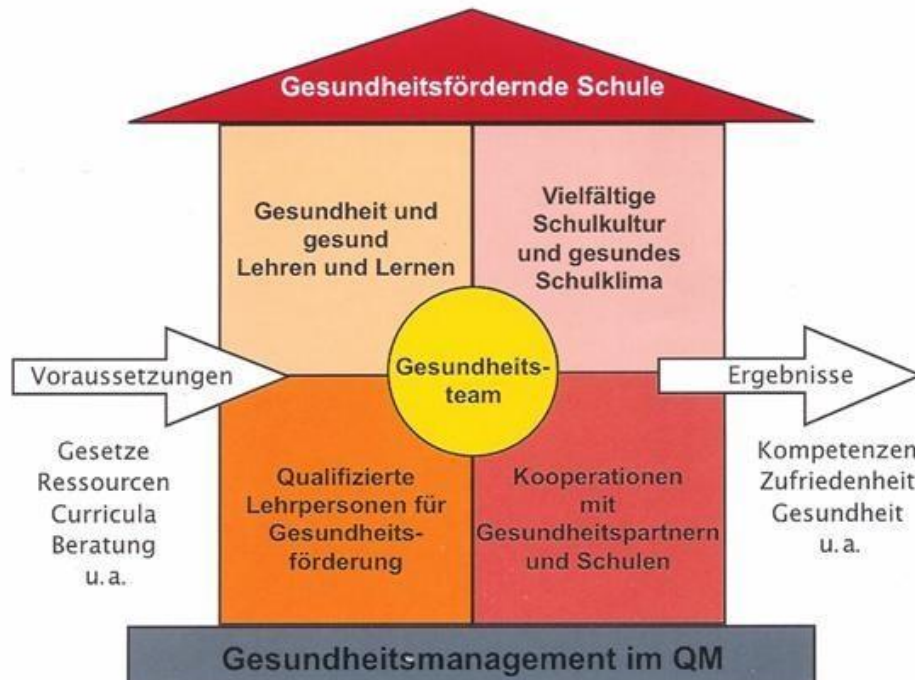 Gesundheitsfördernde Schule
Gesundheit und
gesund
Lehren und Lernen
Vielfältige
Schulkultur
und gesundes
Schulklima
Voraussetzungen
Gesetze
Ressourcen
Curricula
Beratung
u.a.
Gesundheits-
team
Ergebnisse
Kompetenzen
Zufriedenheit
Gesundheit
u.a.
Qualifizierte
Lehrpersonen für
Gesundheits-
förderung
Kooperationen
mit
Gesundheitspartnern
und Schulen
Gesundheitsmanagement im QM